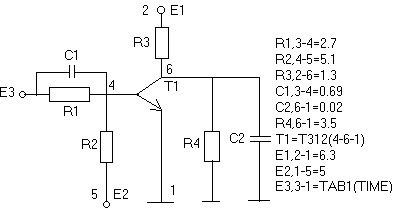 2
E1
R3
C1
6
E3
4
T1
R1
R2
R4
C2
5
E2
1
R1,3-4=2.7
R2,4-5=5.1
R3,2-6=1.3
C1,3-4=0.69
C2,6-1=0.02
R4,6-1=3.5
T1=T312(4-6-1)
E1,2-1=6.3
E2,1-5=5
E3,3-1=TAB1(TIME)